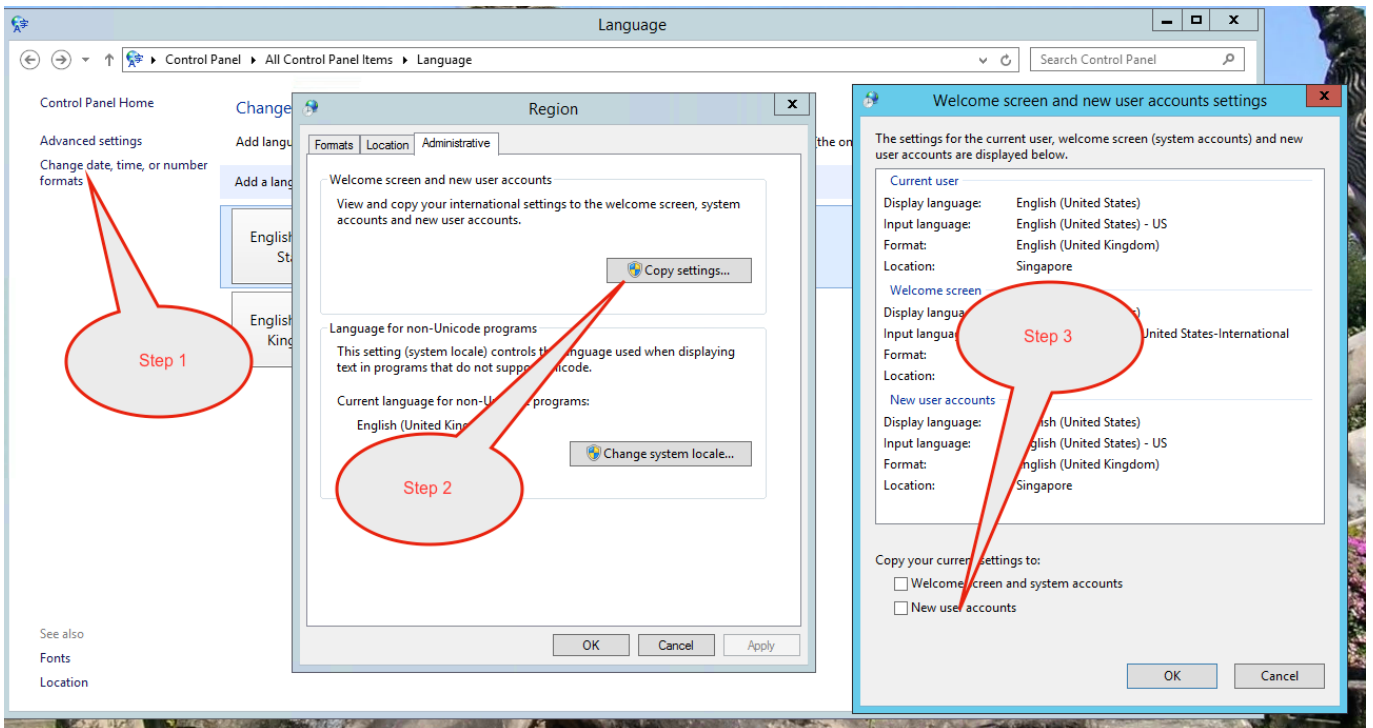 Language
Control Panel
All Control Panel Items
Language
Search Control Panel
Control Panel Home
Advanced settings
Change date, time, or number
formats
See also
Fonts
Location
Change
Add langu
the on
Add a lang
English
English
Step 1
Region
Formats
Location
Administrative
Welcome screen and new user accounts
View and copy your international settings to the welcome screen, system
accounts and new user accounts.
Copy settings...
Language for non-Unicode programs
This setting (system locale) controls th nguage used when displaying
text in programs that do not suppo icode.
Current language for non-U programs:
English (United Kin
Change system locale...
Step 2
OK
Cancel
Apply
Welcome screen and new user accounts settings
The settings for the current user, welcome screen (system accounts) and new
user accounts are displayed below.
Current user
Display language: English (United States)
Input language: English (United States) - US
Format: English (United Kingdom)
Location: Singapore
Welcome screen
Display langua
Input languag United States-International
Format:
Location:
Step 3
New user accounts
Display language: ish (United States)
Input language: glish (United States) - US
Format: nglish (United Kingdom)
Location: Singapore
Copy your current settings to:
Welcome screen and system accounts
New user accounts
OK
Cancel